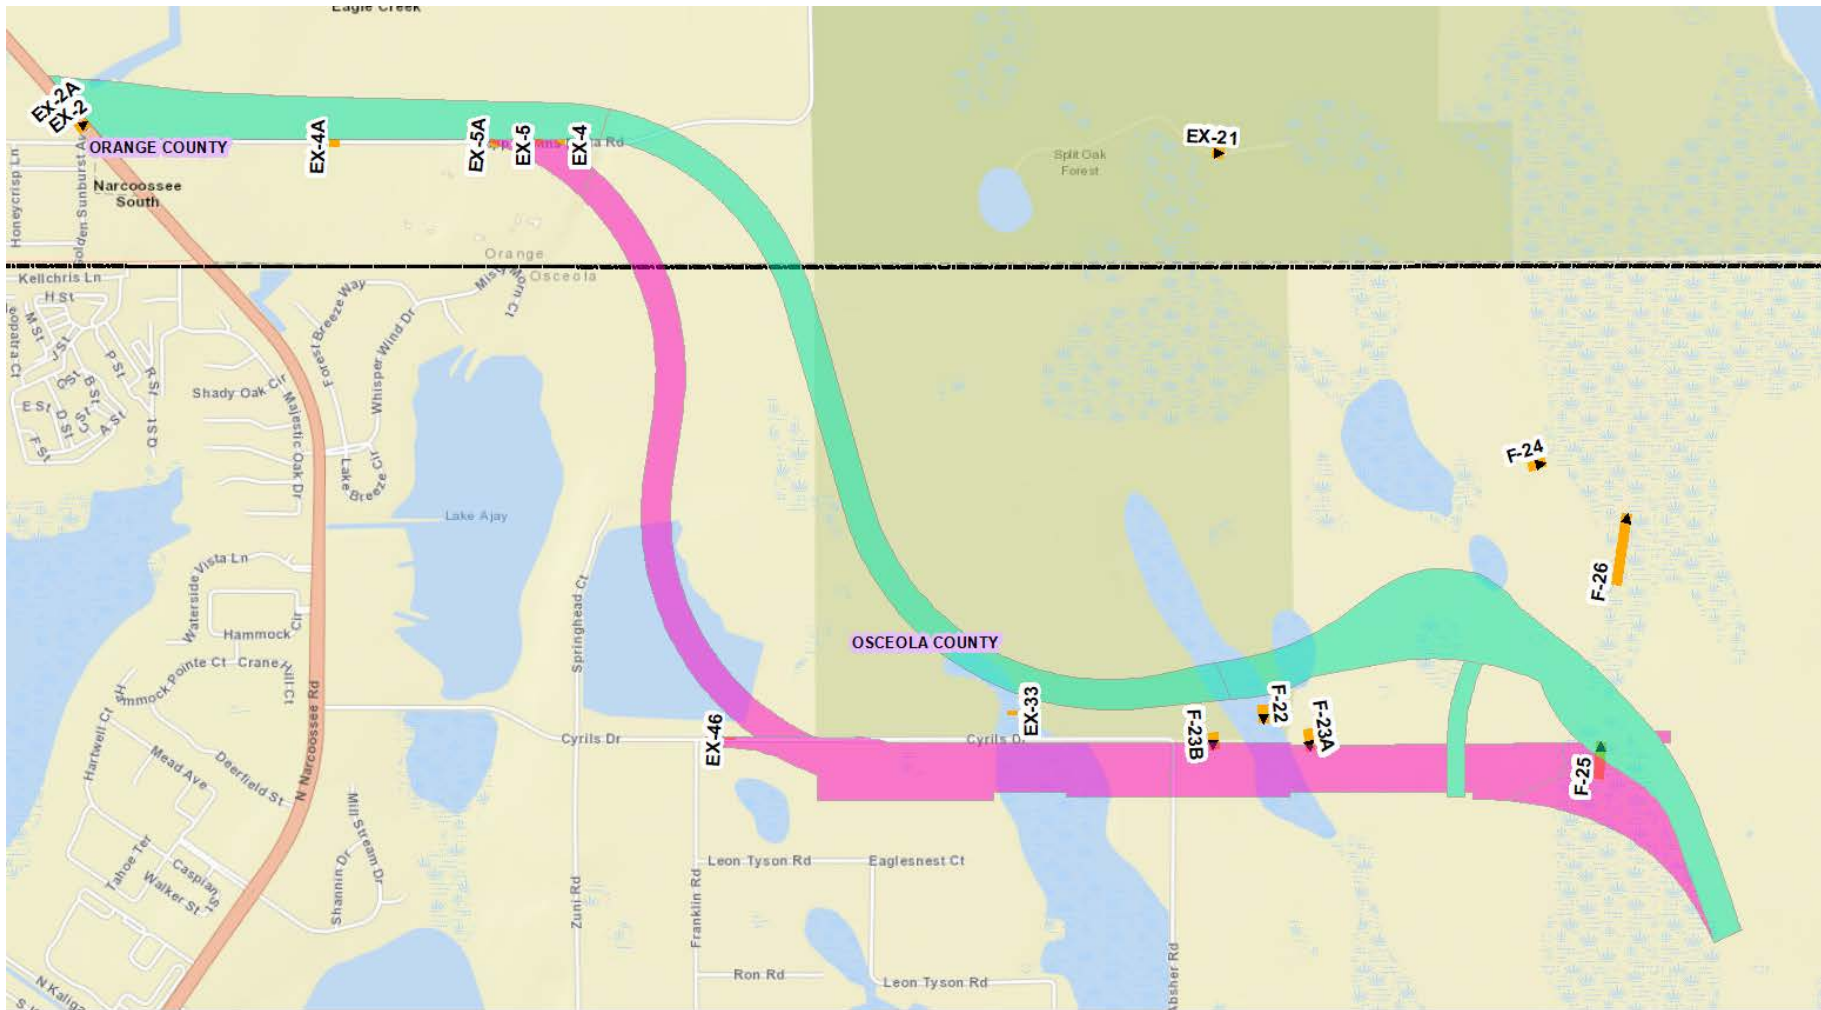 Eagle Creek
EX-2A
EX-2
ORANGE COUNTY
EX-4A
EX-5A
EX-5
EX-4
Rd
EX-21
Split Oak
Forest
Honeycrisp Ln
Golden Sunburst Av
Narcoossee
South
Orange
Osceola
Kellchris Ln
H St
M St
J St
C St
P St
R St
B St
E St
D St
C St
A St
F St
Q St
eopatra Ct
Shady Oak Cir
Majestic Oak Dr
Forest Breeze Way
Whisper Wind Dr
Misty Morn Ct
Lake Breeze Cir
Lake Ajay
F-24
F-26
Waterside Vista Ln
Hammock
Cir
Crane Hill Ct
Hammock Pointe Ct
Springhead Ct
OSCEOLA COUNTY
N Narcoossee Rd
Hartwell Ct
Mead Ave
Deerfield St
EX-46
Cyrils Dr
EX-33
Cyrils D
F-23B
F-22
F-23A
F-25
Mill Stream Dr
Shannin Dr
Tahoe Ter
Caspian St
Walker St
Zuni Rd
Franklin Rd
Leon Tyson Rd
Eaglesnest Ct
Ron Rd
Leon Tyson Rd
Absher Rd
N Kaliga